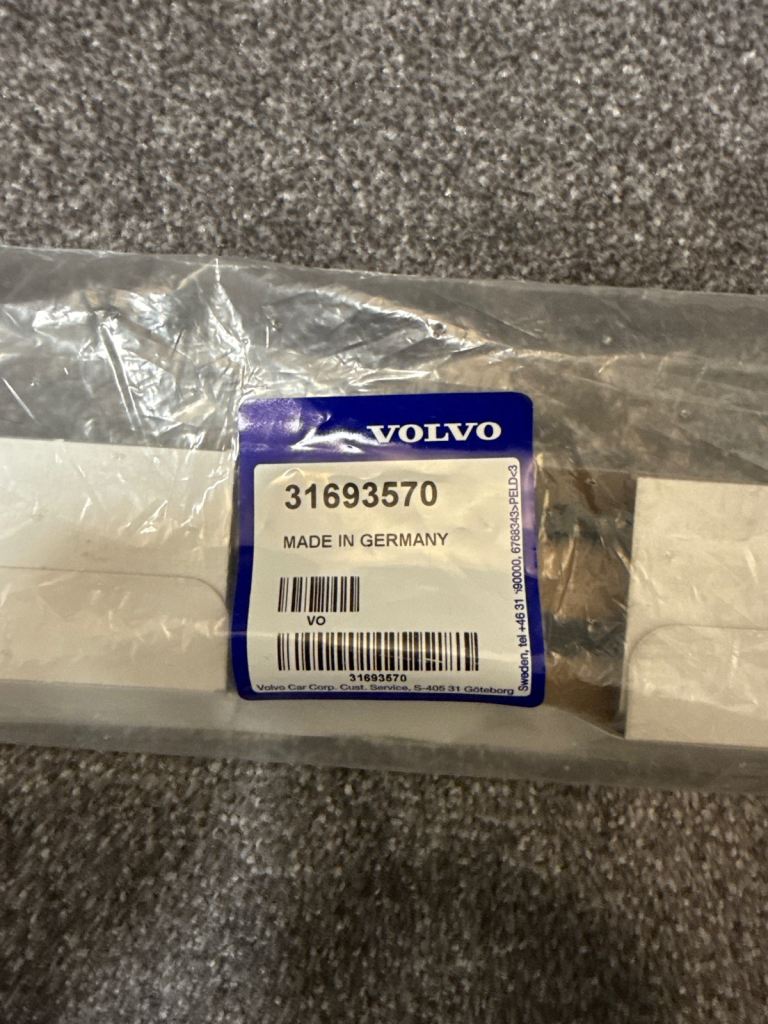 VOLVO
31693570
MADE IN GERMANY
VO
31693570
Volvo Car Corp. Cust. Service, S-405 31 Göteborg
Sweden, tel +46 31 590000, 6768343>PELD<3